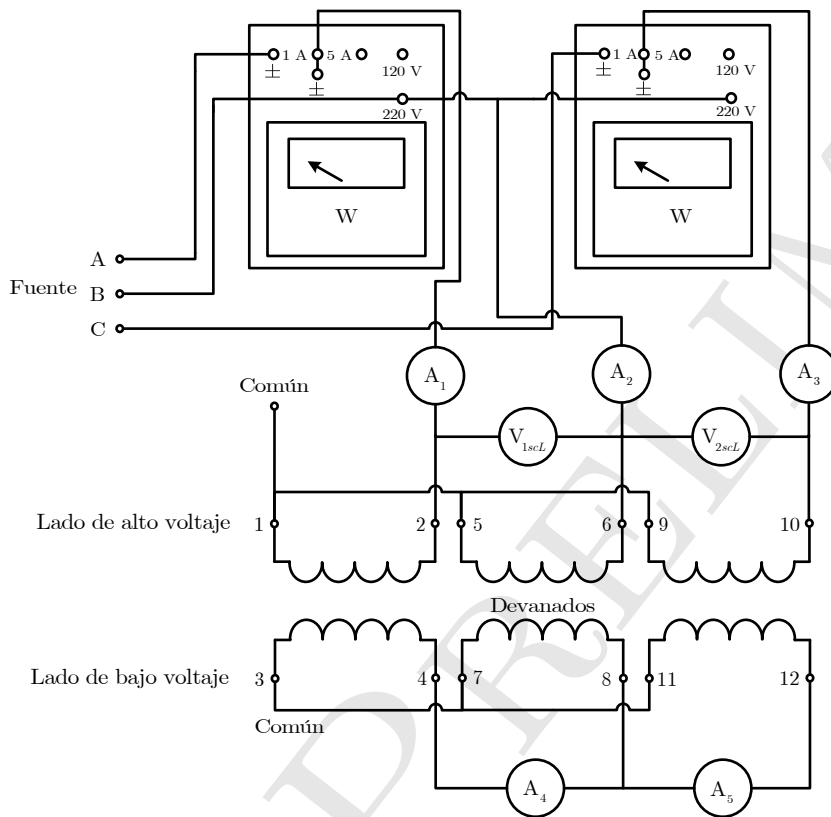 1 A 5 A
± ± 120 V
220 V
W
1 A 5 A
± ± 120 V
220 V
W
A
Fuente B
C
A1 A2 A3
Común
V1scL V2scL
Lado de alto voltaje 1 2 5 6 9 10
Devanados
Lado de bajo voltaje 3 4 7 8 11 12
Común
A4 A5